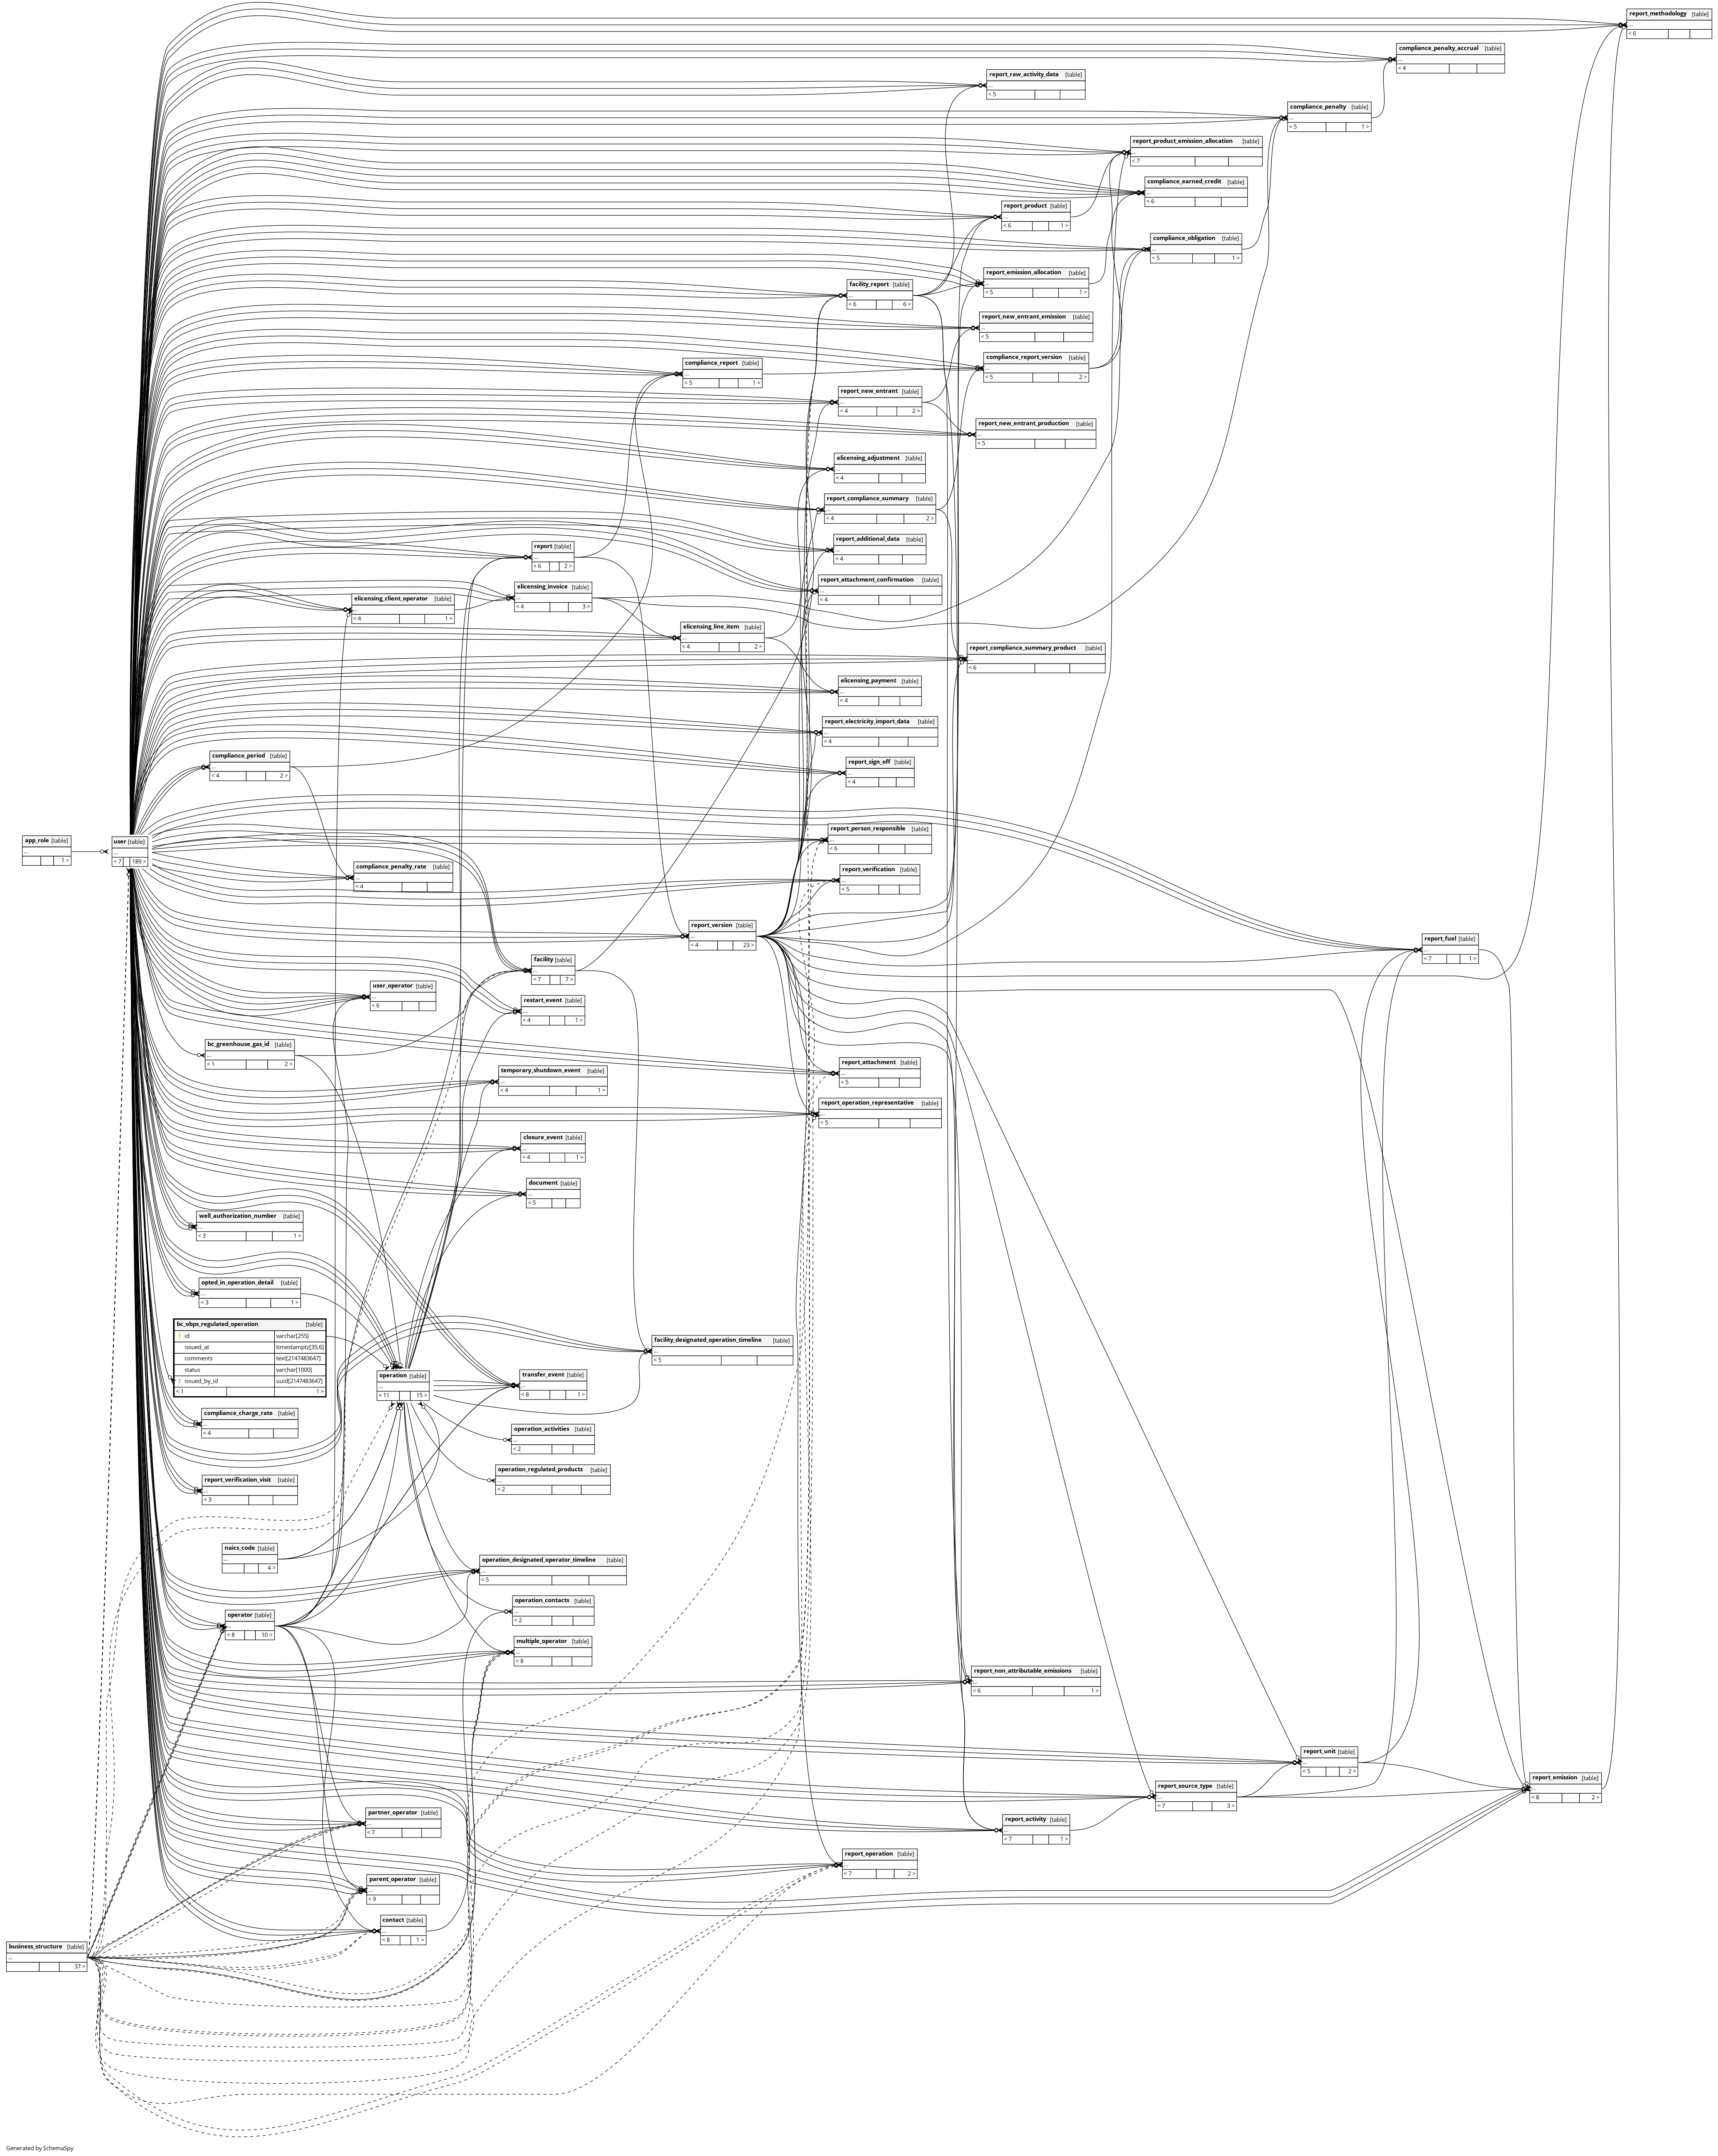 report_methodology [table]
...
< 6
compliance_penalty_accrual [table]
...
< 4
report_raw_activity_data [table]
...
< 5
compliance_penalty [table]
...
< 5 1 >
report_product_emission_allocation [table]
...
< 7
compliance_earned_credit [table]
...
< 6
report_product [table]
...
< 6 1 >
compliance_obligation [table]
...
< 5 1 >
report_emission_allocation [table]
...
< 5 1 >
facility_report [table]
...
< 6 6 >
report_new_entrant_emission [table]
...
< 5
compliance_report_version [table]
...
< 5 2 >
compliance_report [table]
...
< 5 1 >
report_new_entrant [table]
...
< 4 2 >
report_new_entrant_production [table]
...
< 5
elicensing_adjustment [table]
...
< 4
report_compliance_summary [table]
...
< 4 2 >
report_additional_data [table]
...
< 4
report [table]
...
< 6 2 >
report_attachment_confirmation [table]
...
< 4
elicensing_invoice [table]
...
< 4 3 >
elicensing_client_operator [table]
...
< 4 1 >
elicensing_line_item [table]
...
< 4 2 >
report_compliance_summary_product [table]
...
< 6
elicensing_payment [table]
...
< 4
report_electricity_import_data [table]
...
< 4
compliance_period [table]
...
< 4 2 >
report_sign_off [table]
...
< 4
report_person_responsible [table]
...
< 6
app_role [table]
...
1 >
user [table]
...
< 7 189 >
compliance_penalty_rate [table]
...
< 4
report_verification [table]
...
< 5
report_version [table]
...
< 4 23 >
report_fuel [table]
...
< 7 1 >
facility [table]
...
< 7 7 >
user_operator [table]
...
< 6
restart_event [table]
...
< 4 1 >
bc_greenhouse_gas_id [table]
...
< 1 2 >
report_attachment [table]
...
< 5
temporary_shutdown_event [table]
...
< 4 1 >
report_operation_representative [table]
...
< 5
closure_event [table]
...
< 4 1 >
document [table]
...
< 5
well_authorization_number [table]
...
< 3 1 >
opted_in_operation_detail [table]
...
< 3 1 >
bc_obps_regulated_operation [table]
id varchar[255]
issued_at timestamptz[35,6]
comments text[2147483647]
status varchar[1000]
issued_by_id uuid[2147483647]
< 1 1 >
facility_designated_operation_timeline [table]
...
< 5
operation [table]
...
< 11 15 >
transfer_event [table]
...
< 8 1 >
compliance_charge_rate [table]
...
< 4
operation_activities [table]
...
< 2
operation_regulated_products [table]
...
< 2
report_verification_visit [table]
...
< 3
naics_code [table]
...
4 >
operation_designated_operator_timeline [table]
...
< 5
operation_contacts [table]
...
< 2
operator [table]
...
< 8 10 >
multiple_operator [table]
...
< 8
report_non_attributable_emissions [table]
...
< 6 1 >
report_unit [table]
...
< 5 2 >
report_emission [table]
...
< 8 2 >
report_source_type [table]
...
< 7 3 >
partner_operator [table]
...
< 7
report_activity [table]
...
< 7 1 >
report_operation [table]
...
< 7 2 >
parent_operator [table]
...
< 9
contact [table]
...
< 8 1 >
business_structure [table]
...
37 >
Generated by SchemaSpy